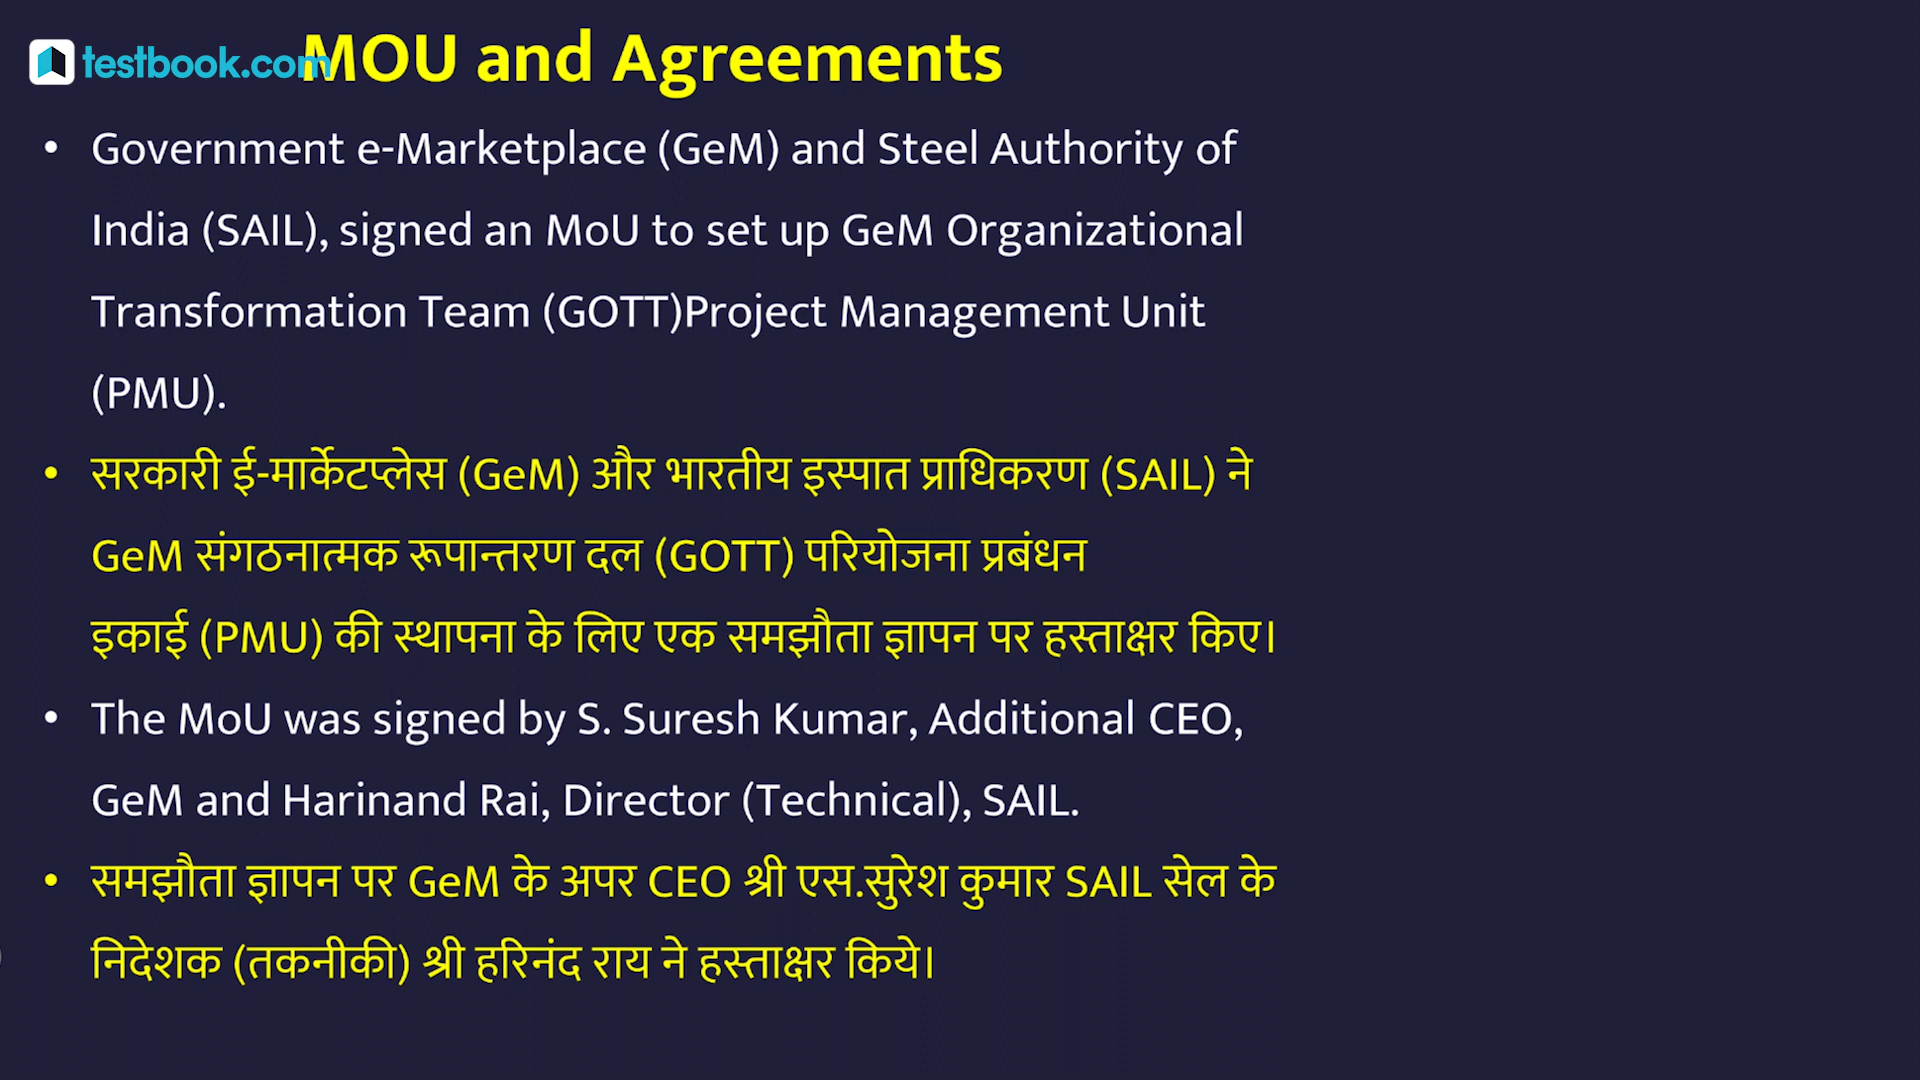 testbook.com
MOU and Agreements
• Government e-Marketplace (GeM) and Steel Authority of
India (SAIL), signed an MoU to set up GeM Organizational
Transformation Team (GOTT)Project Management Unit
(PMU).
• सरकारी ई-मार्केटप्लेस (GeM) और भारतीय इस्पात प्राधिकरण (SAIL) ने
GeM संगठनात्मक रूपान्तरण दल (GOTT) परियोजना प्रबंधन
इकाई (PMU) की स्थापना के लिए एक समझौता ज्ञापन पर हस्ताक्षर किए।
• The MoU was signed by S. Suresh Kumar, Additional CEO,
GeM and Harinand Rai, Director (Technical), SAIL.
• समझौता ज्ञापन पर GeM के अपर CEO श्री एस.सुरेश कुमार SAIL सेल के
निदेशक (तकनीकी) श्री हरिनंद राय ने हस्ताक्षर किये।